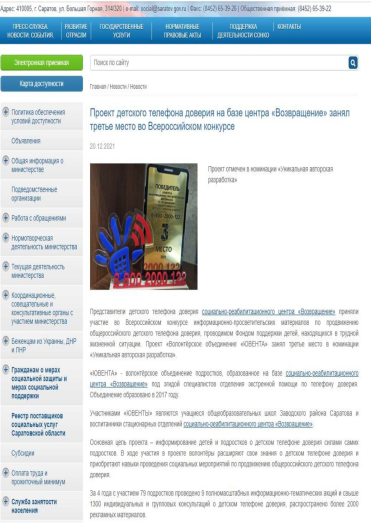 Адрес: 410005, г. Саратов, ул. Большая Горная, 314/320 | e-mail: social@saratov.gov.ru | Факс: (8452) 65-39-26 | Общественная приемная: (8452) 65-39-22
ПРЕСС-СЛУЖБА
НОВОСТИ. СОБЫТИЯ.
РАЗВИТИЕ
ОТРАСЛИ
ГОСУДАРСТВЕННЫЕ
УСЛУГИ
НОРМАТИВНЫЕ
ПРАВОВЫЕ АКТЫ
ПОДДЕРЖКА
ДЕЯТЕЛЬНОСТИ СОНКО
КОНТАКТЫ
Электронная приемная
Поиск по сайту
Карта доступности
Главная / Новости / Новости
Политика обеспечения
условий доступности
Объявления
Общая информация о
министерстве
Подведомственные
организации
Работа с обращениями
Нормотворческая
деятельность министерства
Текущая деятельность
министерства
Координационные,
совещательные и
консультативные органы с
участием министерства
Беженцам из Украины, ДНР
и ЛНР
Гражданам о мерах
социальной защиты и
мерах социальной
поддержки
Реестр поставщиков
социальных услуг
Саратовской области
Субсидии
Оплата труда и
прожиточный минимум
Служба занятости
населения
Проект детского телефона доверия на базе центра «Возвращение» занял
третье место во Всероссийском конкурсе
20.12.2021
ПОБЕДИТЕЛЬ
3
МЕСТО
Проект отмечен в номинации «Уникальная авторская
разработка»
Представители детского телефона доверия социально-реабилитационного центра «Возвращение» приняли
участие во Всероссийском конкурсе информационно-просветительских материалов по продвижению
общероссийского детского телефона доверия, проводимом Фондом поддержки детей, находящихся в трудной
жизненной ситуации. Проект «Волонтёрское объединение «ЮВЕНТА» занял третье место в номинации
«Уникальная авторская разработка».
«ЮВЕНТА» - волонтёрское объединение подростков, образованное на базе социально-реабилитационного
центра «Возвращение» под эгидой специалистов отделения экстренной помощи по телефону доверия.
Объединение образовано в 2017 году.
Участниками «ЮВЕНТЫ» являются учащиеся общеобразовательных школ Заводского района Саратова и
воспитанники стационарных отделений социально-реабилитационного центра «Возвращение».
Основная цель проекта – информирование детей и подростков о детском телефоне доверия силами самих
подростков. В ходе участия в проекте волонтёры расширяют свои знания о детском телефоне доверия и
приобретают навыки проведения социальных мероприятий по продвижению общероссийского детского телефона
доверия.
За 4 года с участием 79 подростков проведено 9 полномасштабных информационно-тематических акций и свыше
1300 индивидуальных и групповых консультаций о детском телефоне доверия, распространено более 2000
рекламных материалов.